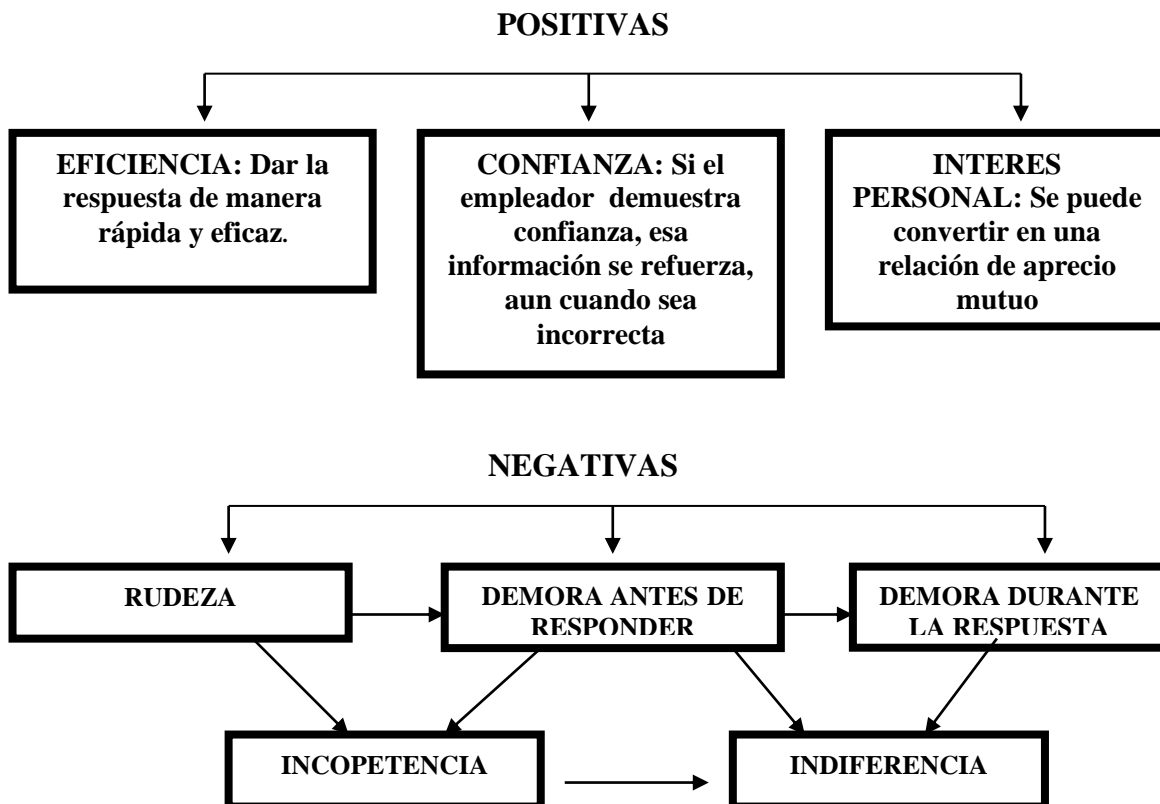 POSITIVAS
EFICIENCIA: Dar la
respuesta de manera
rápida y eficaz.
CONFIANZA: Si el
empleador demuestra
confianza, esa
información se refuerza,
aun cuando sea
incorrecta
INTERES
PERSONAL: Se puede
convertir en una
relación de aprecio
mutuo
NEGATIVAS
RUDEZA
DEMORA ANTES DE
RESPONDER
DEMORA DURANTE
LA RESPUESTA
INCOPETENCIA
INDIFERENCIA